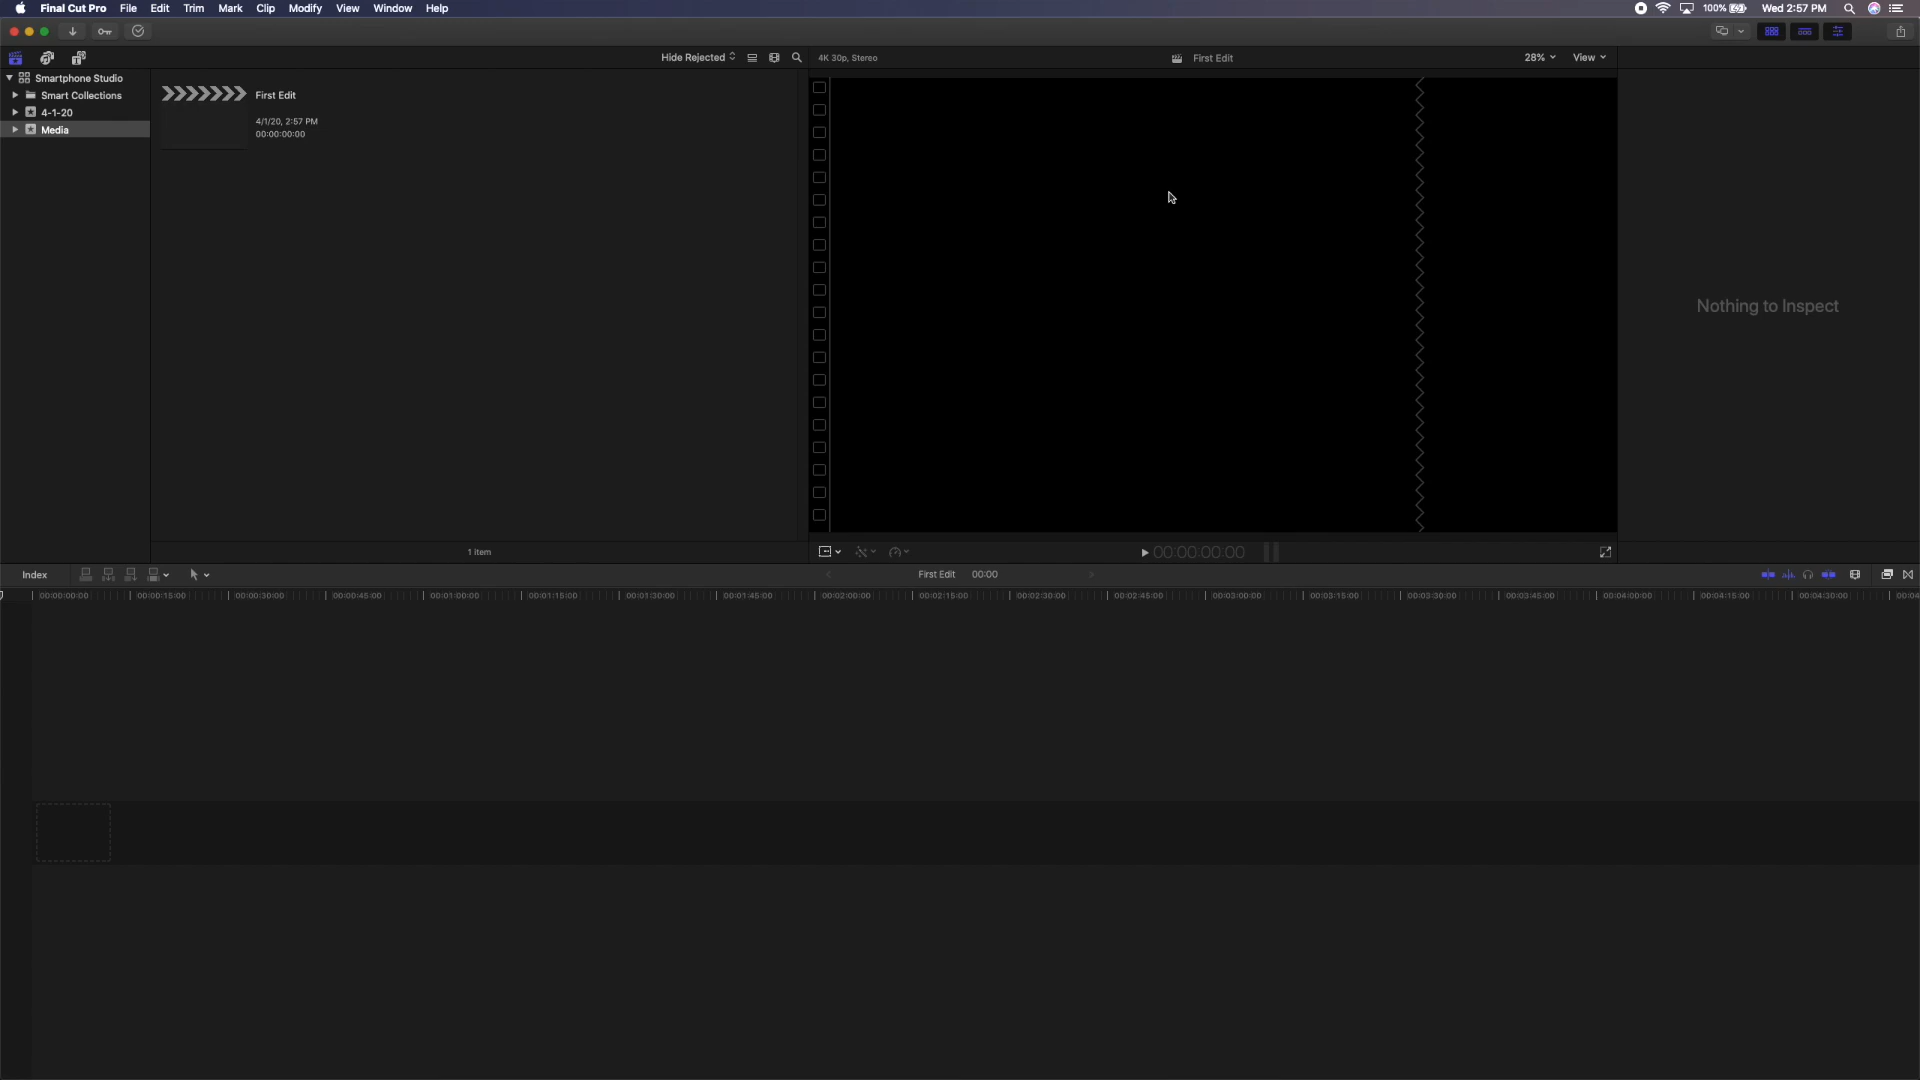 Final Cut Pro File Edit Trim Mark Clip Modify View Window Help
100% Wed 2:57 PM
Hide Rejected
4K 30p, Stereo
First Edit
28% View
Smartphone Studio
Smart Collections
4-1-20
Media
First Edit
4/1/20, 2:57 PM
00:00:00:00
Nothing to Inspect
1 item
00:00:00:00
Index
First Edit 00:00
00:00:00:00 00:00:15:00 00:00:30:00 00:00:45:00 00:01:00:00 00:01:15:00 00:01:30:00 00:01:45:00 00:02:00:00 00:02:15:00 00:02:30:00 00:02:45:00 00:03:00:00 00:03:15:00 00:03:30:00 00:03:45:00 00:04:00:00 00:04:15:00 00:04:30:00 00:04